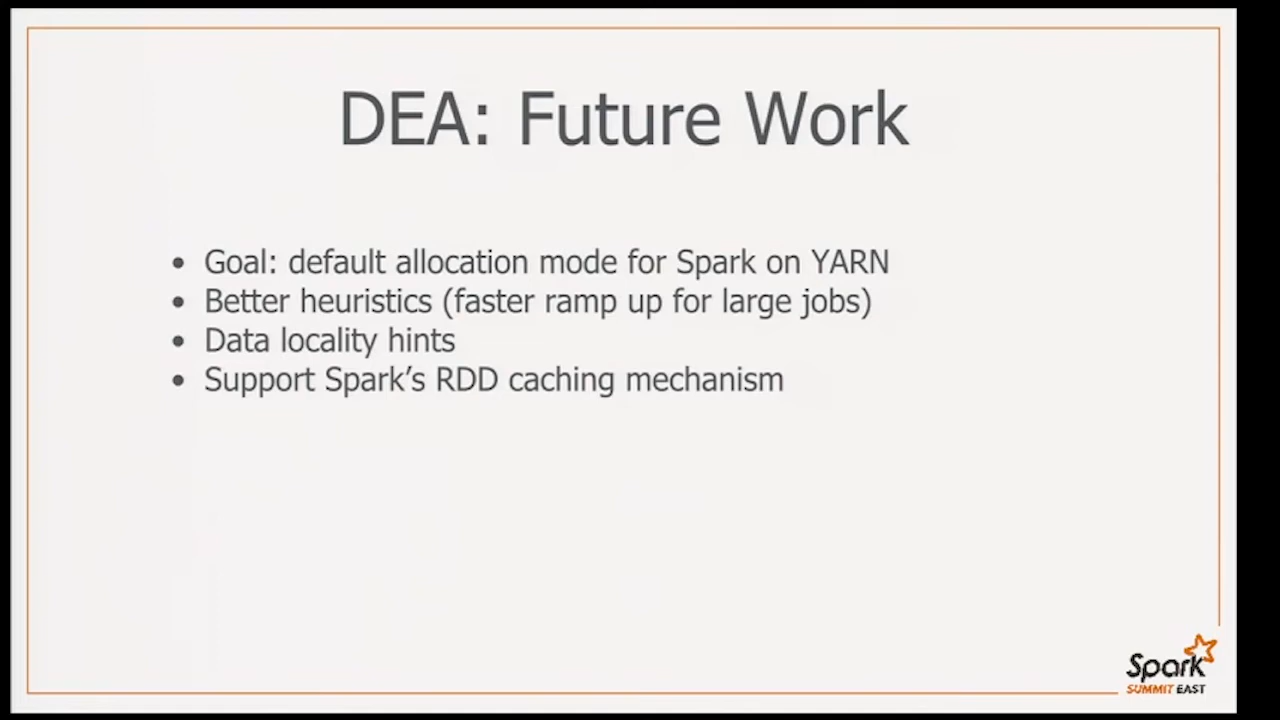 DEA: Future Work
• Goal: default allocation mode for Spark on YARN
• Better heuristics (faster ramp up for large jobs)
• Data locality hints
• Support Spark’s RDD caching mechanism
Spark
SUMMIT EAST